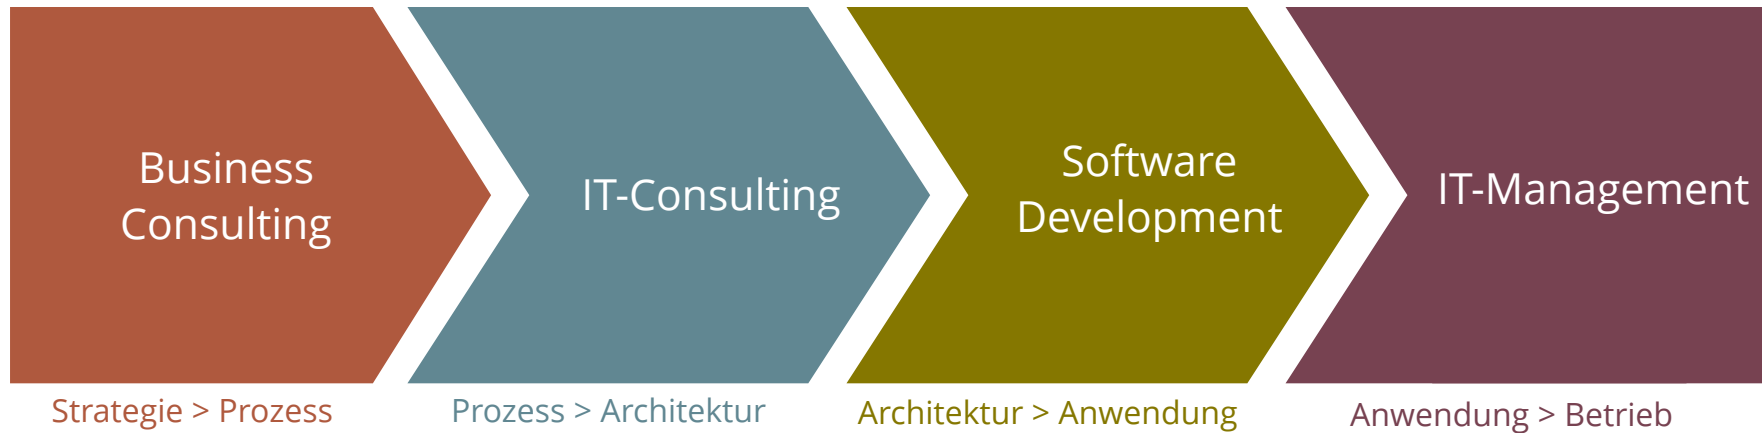 Business
Consulting
IT-Consulting
Software
Development
IT-Management
Strategie > Prozess
Prozess > Architektur
Architektur > Anwendung
Anwendung > Betrieb